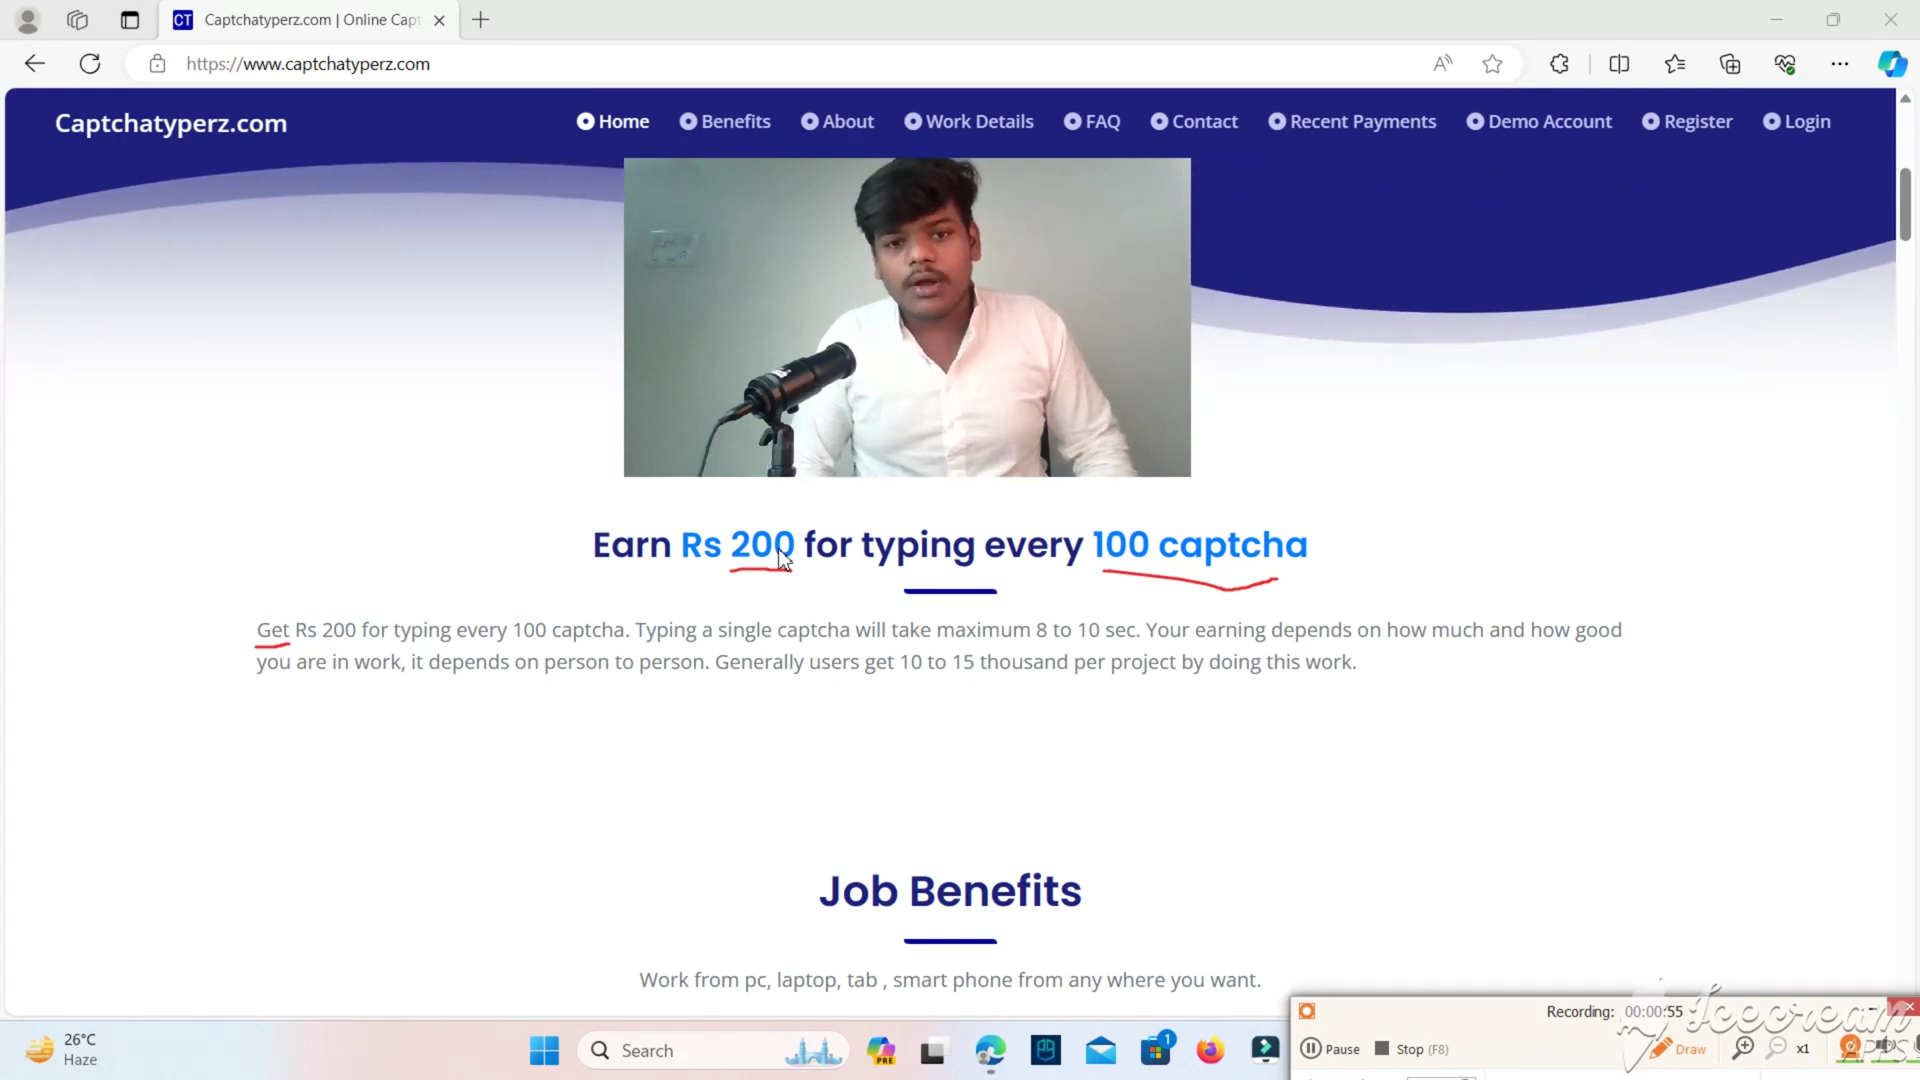 CT Captchatyperz.com | Online Capt
https://www.captchatyperz.com
Captchatyperz.com
Home Benefits About Work Details FAQ Contact Recent Payments Demo Account Register Login
Earn Rs 200 for typing every 100 captcha
Get Rs 200 for typing every 100 captcha. Typing a single captcha will take maximum 8 to 10 sec. Your earning depends on how much and how good
you are in work, it depends on person to person. Generally users get 10 to 15 thousand per project by doing this work.
Job Benefits
Work from pc, laptop, tab , smart phone from any where you want.
Recording: 00:00:55
Icecream
APPS
26°C
Haze
Search
PRE
1
Pause Stop (F8) Draw x1